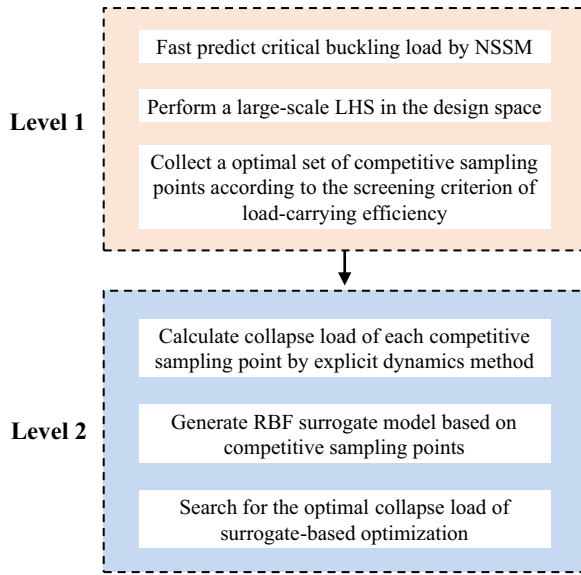 Level 1
Fast predict critical buckling load by NSSM
Perform a large-scale LHS in the design space
Collect a optimal set of competitive sampling
points according to the screening criterion of
load-carrying efficiency
Level 2
Calculate collapse load of each competitive
sampling point by explicit dynamics method
Generate RBF surrogate model based on
competitive sampling points
Search for the optimal collapse load of
surrogate-based optimization